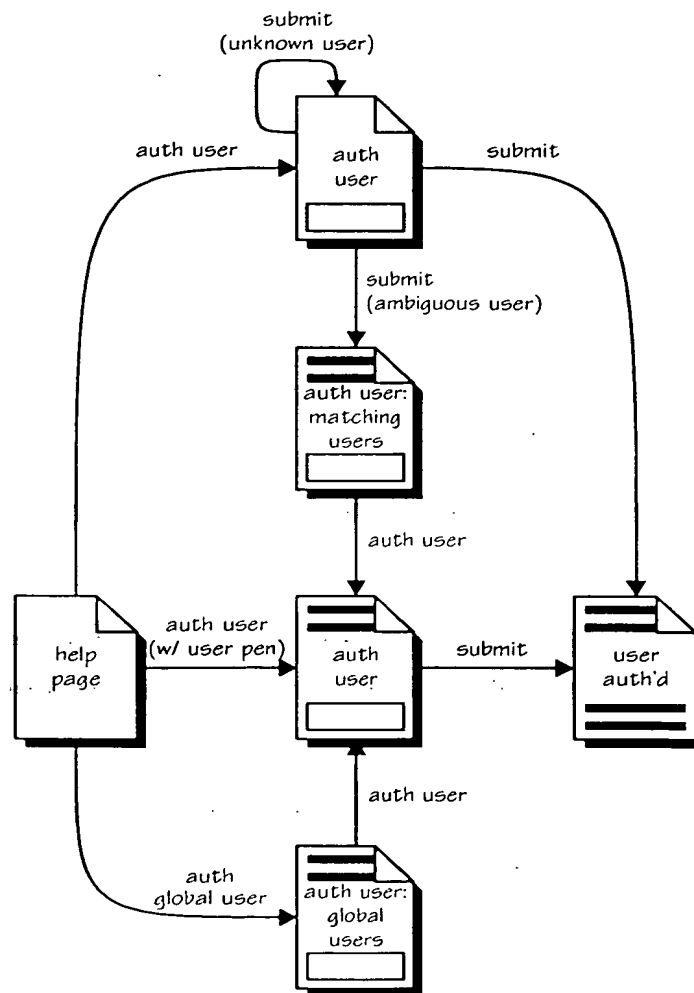 submit
(unknown user)
auth user
auth
user
submit
submit
(ambiguous user)
auth user:
matching
users
auth user
help
page
auth user
(w/ user pen)
auth
user
submit
user
auth'd
auth user
auth
global user
auth user:
global
users